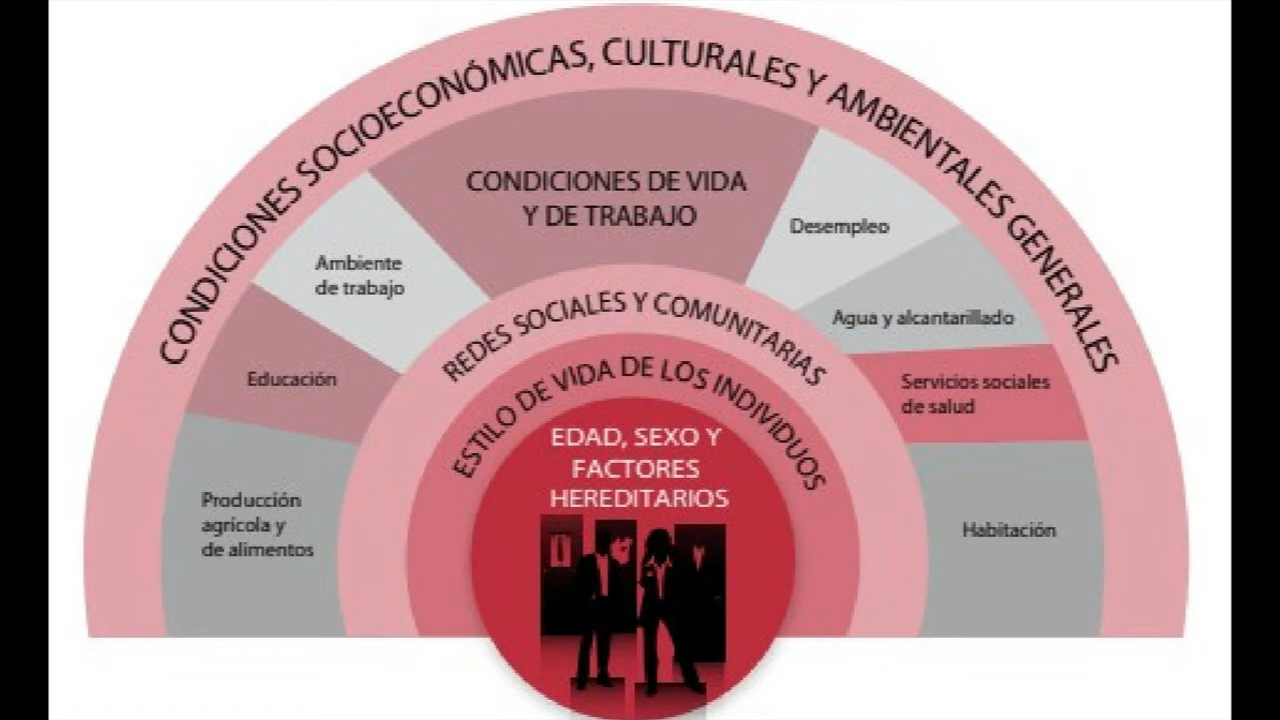 CONDICIONES SOCIOECONÓMICAS, CULTURALES Y AMBIENTALES GENERALES
CONDICIONES DE VIDA
Y DE TRABAJO
Desempleo
Ambiente
de trabajo
Agua y alcantarillado
REDES SOCIALES Y COMUNITARIAS
Educación
Servicios sociales
de salud
ESTILO DE VIDA DE LOS INDIVIDUOS
EDAD, SEXO Y
FACTORES
HEREDITARIOS
Producción
agrícola y
de alimentos
Habitación